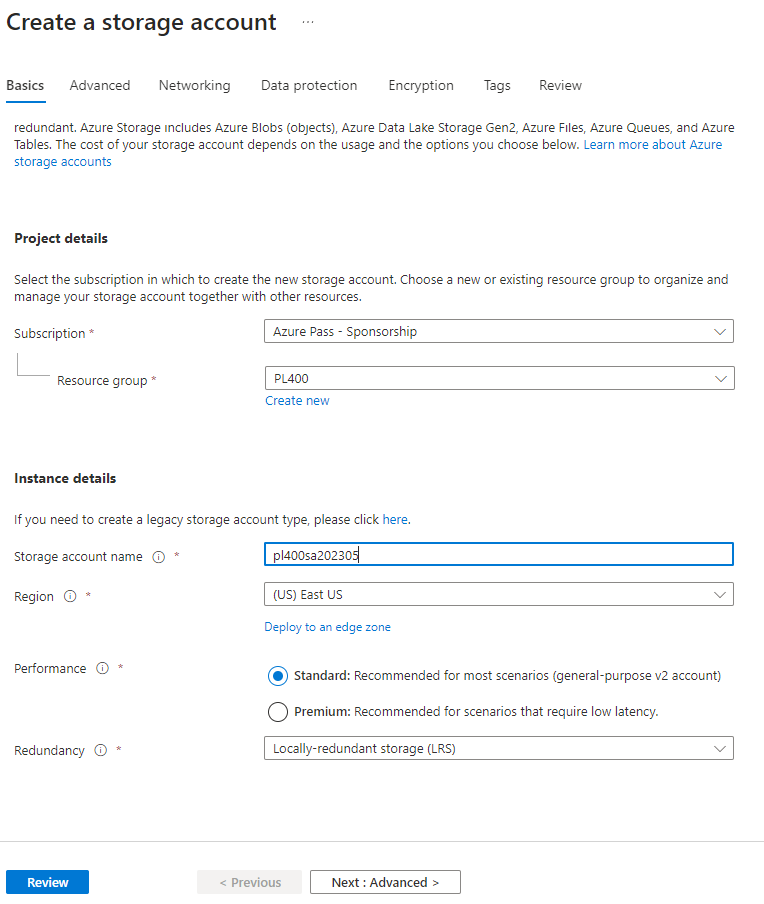 Create a storage account ...
Basics Advanced Networking Data protection Encryption Tags Review
redundant. Azure Storage includes Azure Blobs (objects), Azure Data Lake Storage Gen2, Azure Files, Azure Queues, and Azure
Tables. The cost of your storage account depends on the usage and the options you choose below. Learn more about Azure
storage accounts
Project details
Select the subscription in which to create the new storage account. Choose a new or existing resource group to organize and
manage your storage account together with other resources.
Subscription *
Azure Pass - Sponsorship
Resource group *
PL400
Create new
Instance details
If you need to create a legacy storage account type, please click here.
Storage account name *
pl400sa202305
Region *
(US) East US
Deploy to an edge zone
Performance *
Standard: Recommended for most scenarios (general-purpose v2 account)
Premium: Recommended for scenarios that require low latency.
Redundancy *
Locally-redundant storage (LRS)
Review
< Previous
Next : Advanced >